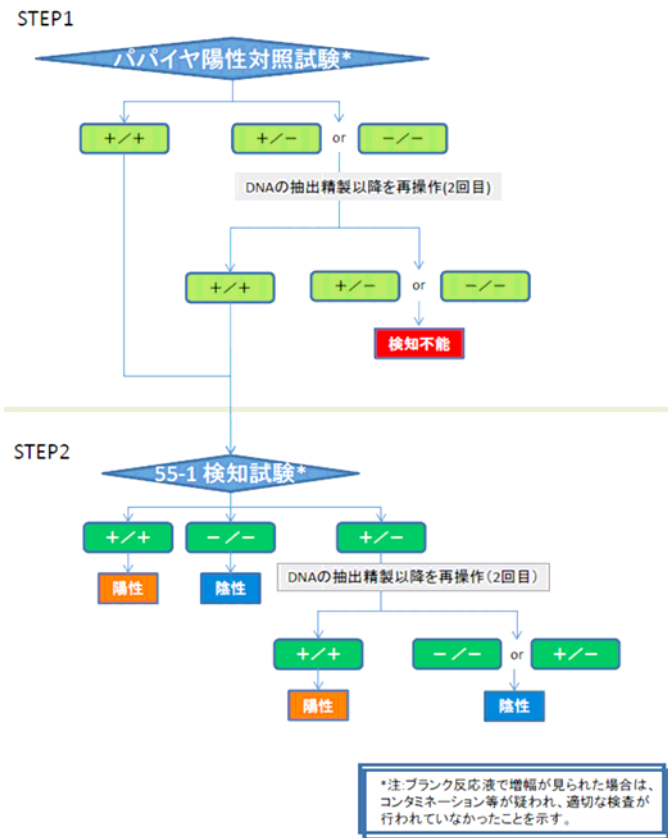 STEP1
パパイヤ陽性対照試験*
+/+
+/- or -/-
DNAの抽出精製以降を再操作(2回目)
+/+
+/- or -/-
検知不能
STEP2
55-1 検知試験*
+/+
-/-
+/-
陽性
陰性
DNAの抽出精製以降を再操作(2回目)
+/+
-/- or +/-
陽性
陰性
*注:ブランク反応液で増幅が見られた場合は、
コンタミネーション等が疑われ、適切な検査が
行われていなかったことを示す。